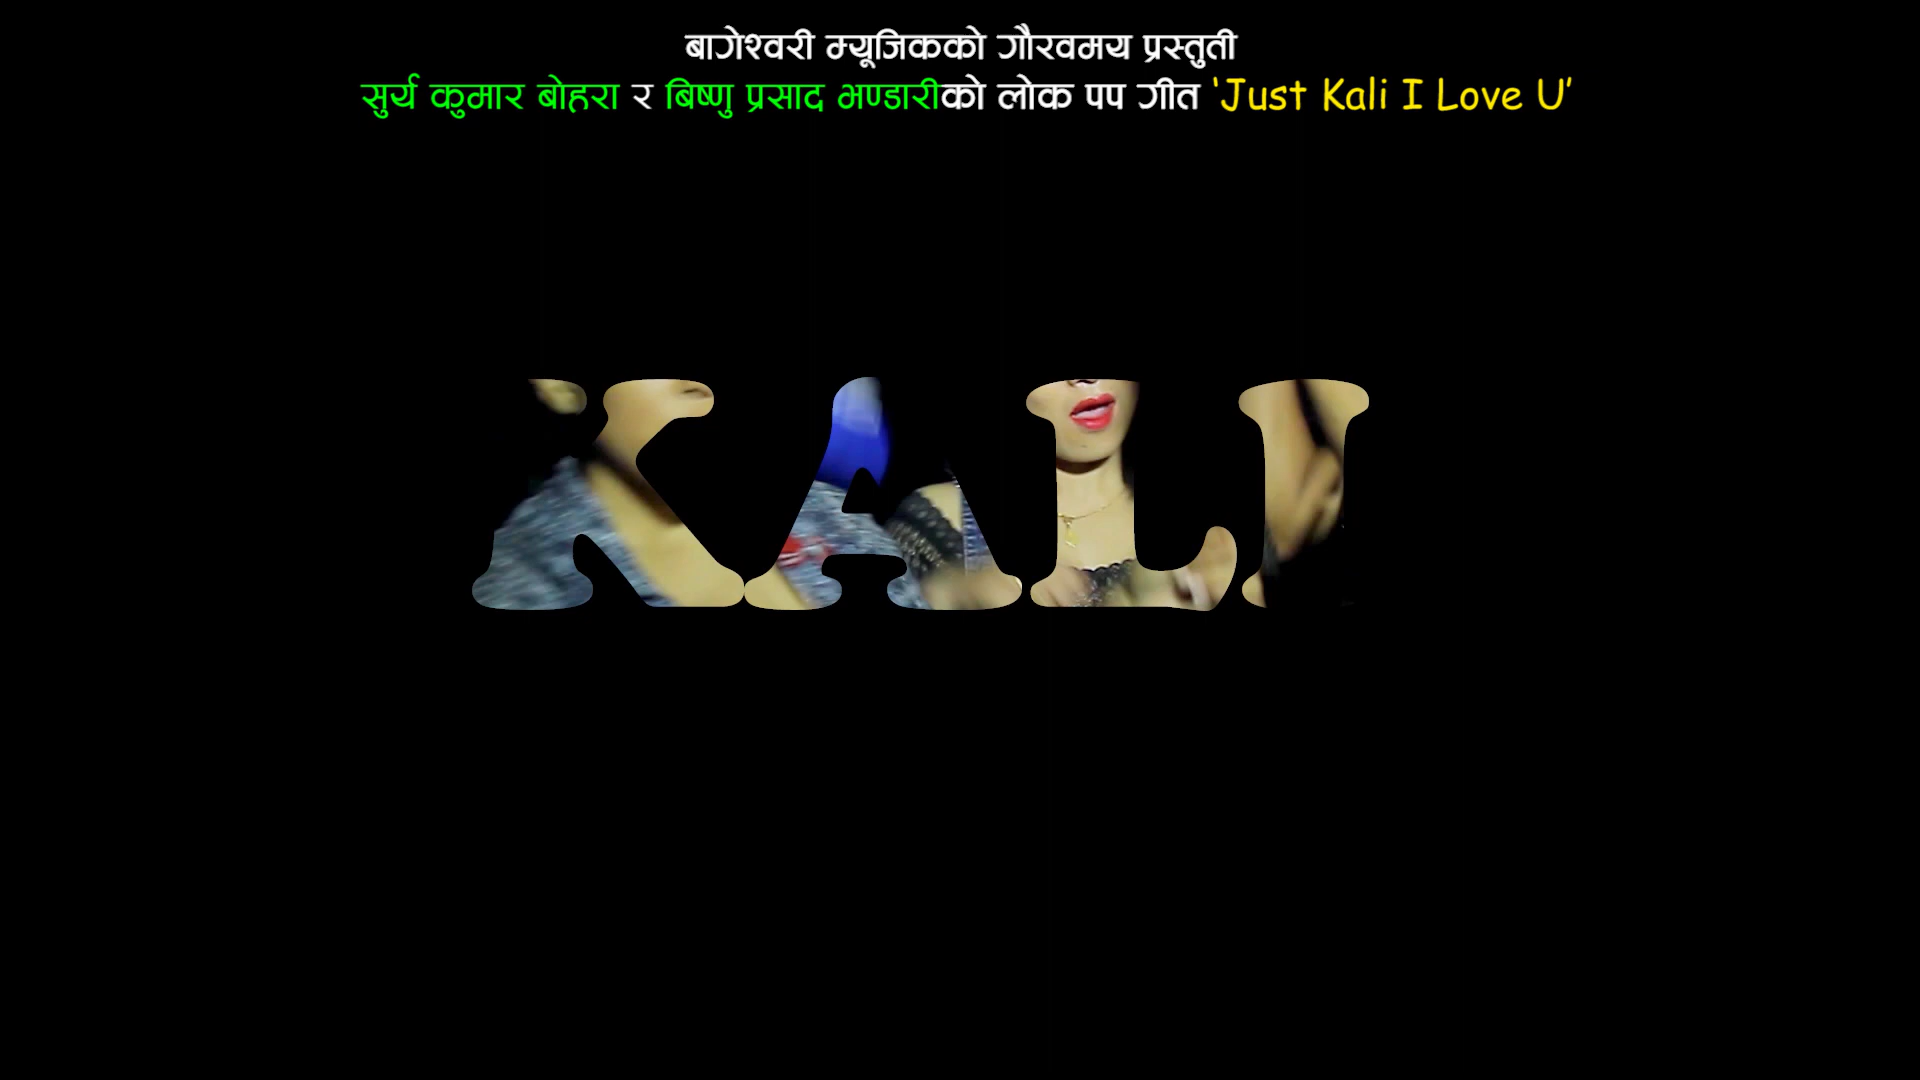 बागेश्वरी म्यूजिकको गौरवमय प्रस्तुती
सुर्य कुमार बोहरा र बिष्णु प्रसाद भण्डारीको लोक पप गीत ‘Just Kali I Love U’
KALI